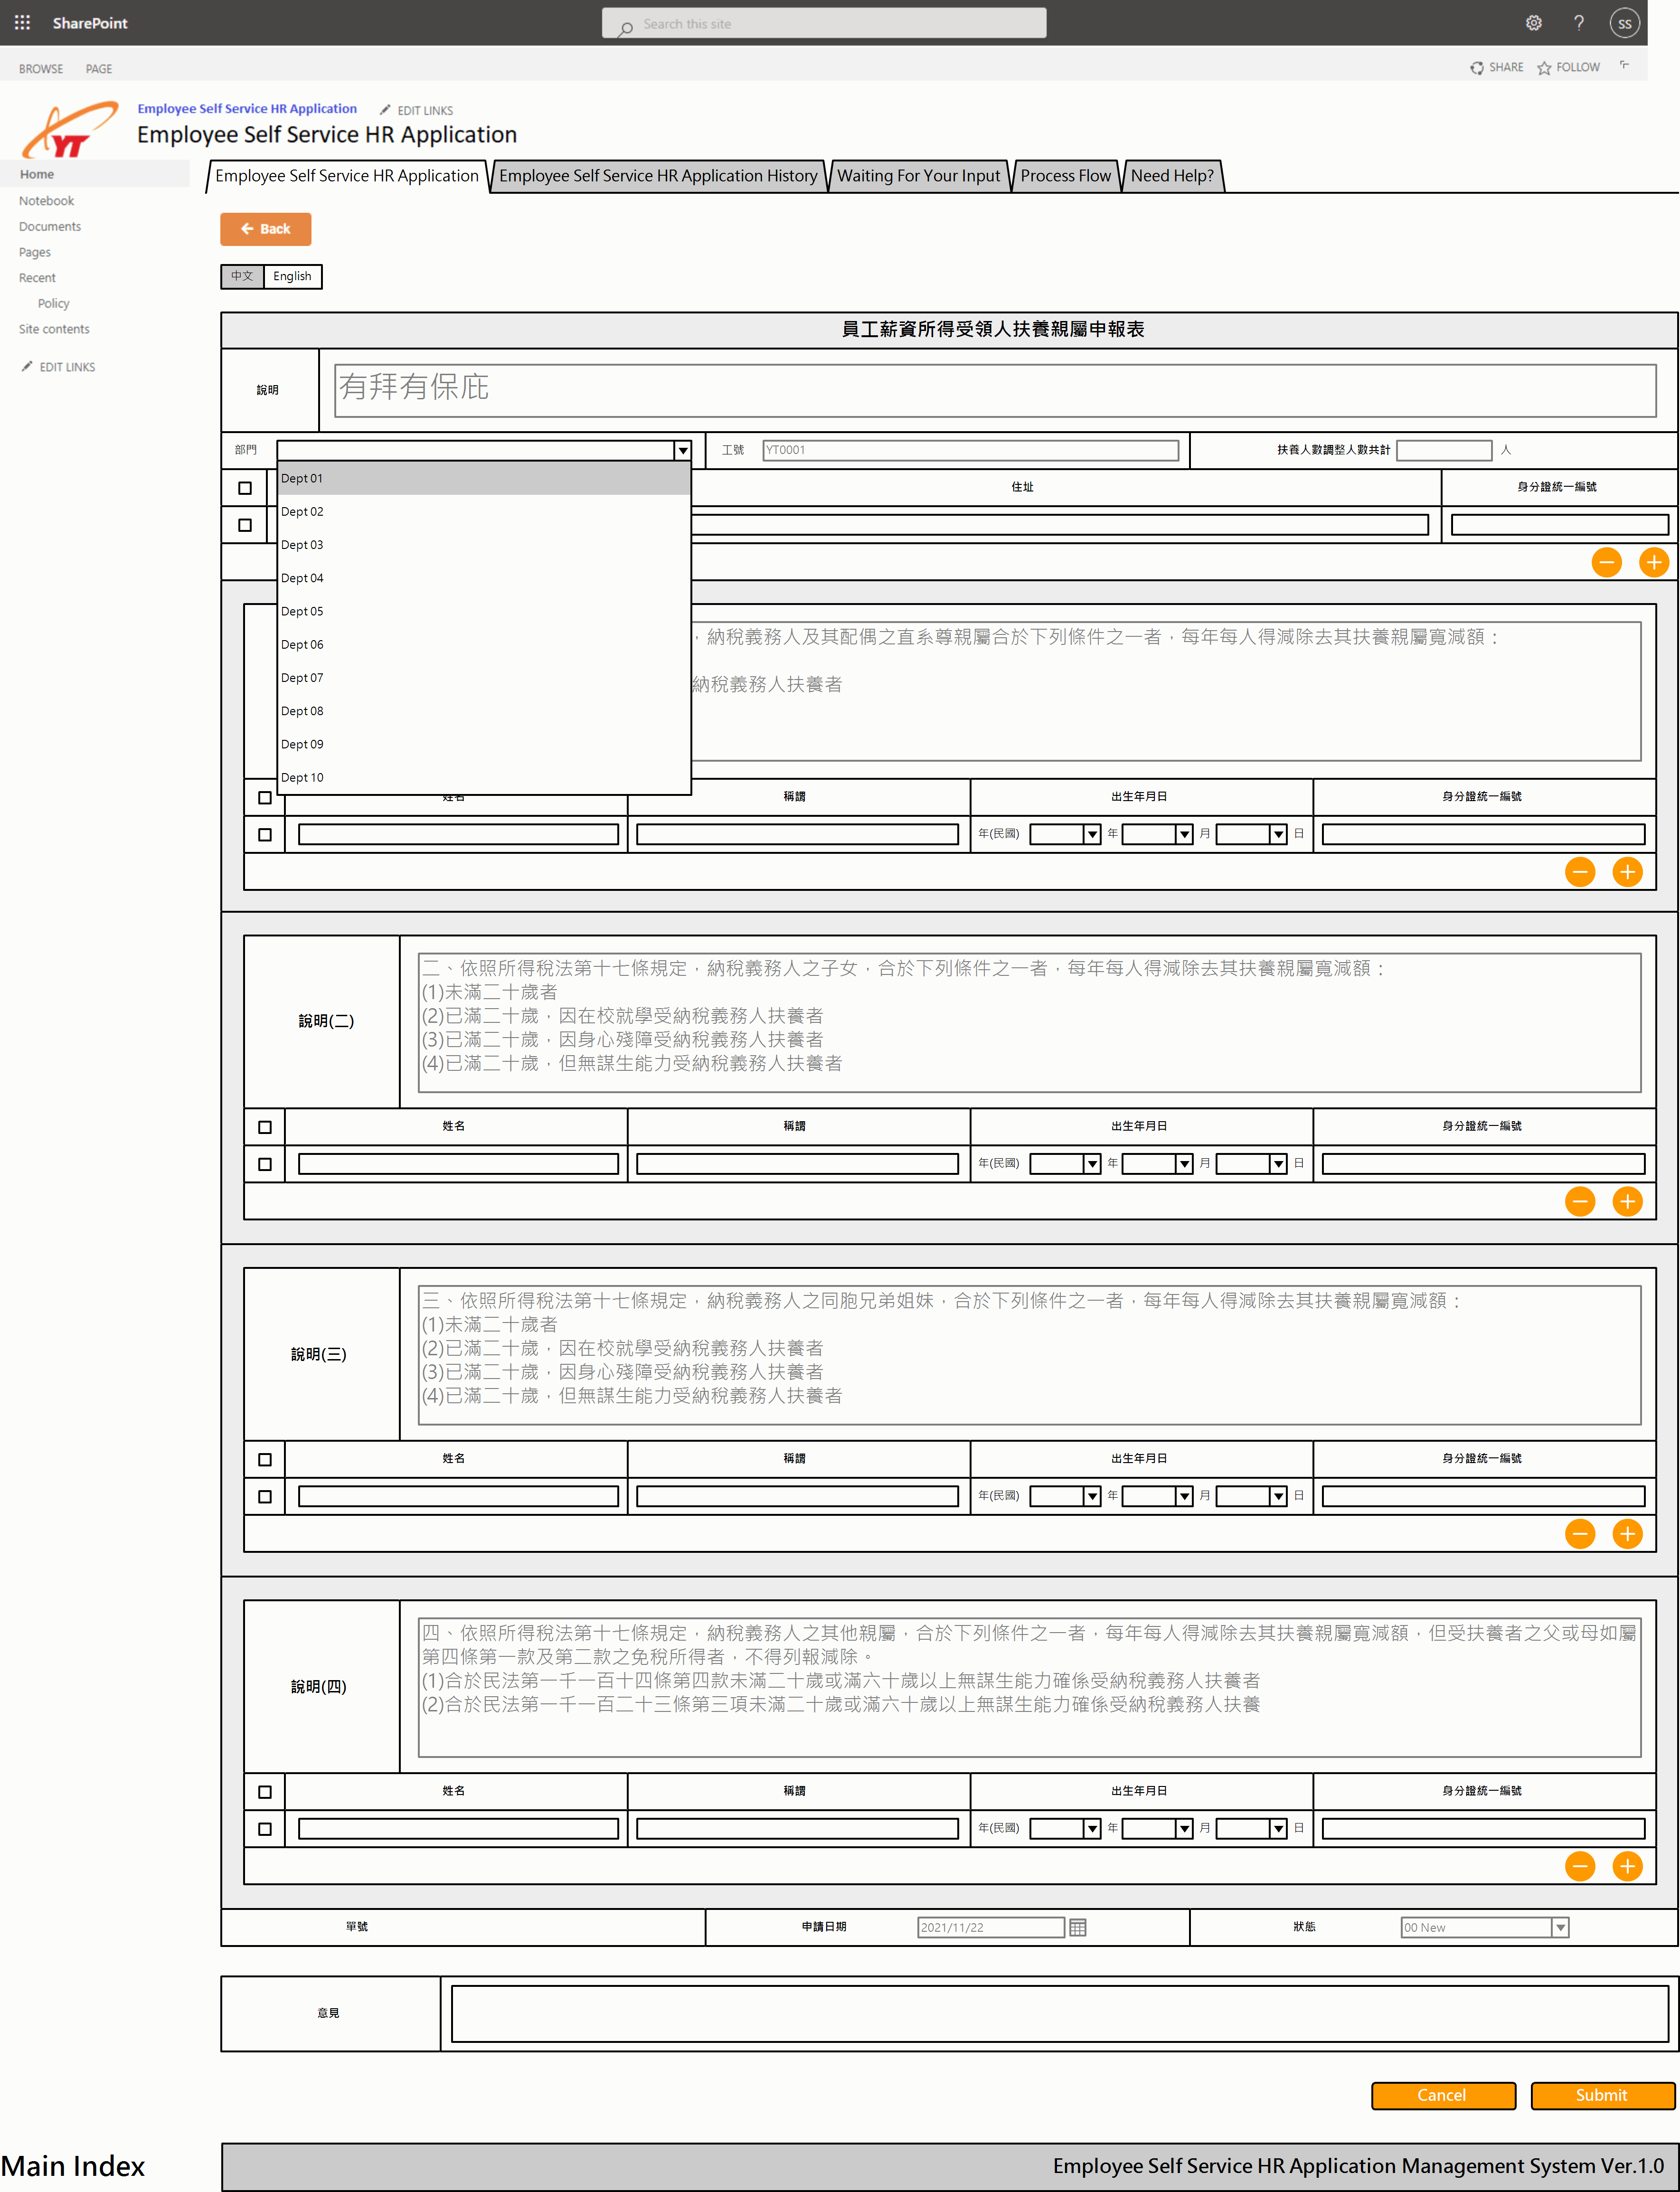 SharePoint
Search this site
?
SS
BROWSE PAGE
SHARE FOLLOW
YT
Employee Self Service HR Application EDIT LINKS
Employee Self Service HR Application
Home
Notebook
Documents
Pages
Recent
Policy
Site contents
EDIT LINKS
Employee Self Service HR Application Employee Self Service HR Application History Waiting For Your Input Process Flow Need Help?
Back
中文 English
員工薪資所得受領人扶養親屬申報表
說明 有拜有保庇
部門 工號 YT0001 扶養人數調整人數共計 人
Dept 01
Dept 02
Dept 03
Dept 04
Dept 05
Dept 06
Dept 07
Dept 08
Dept 09
Dept 10
住址 身分證統一編號
，納稅義務人及其配偶之直系尊親屬合於下列條件之一者，每年每人得減除去其扶養親屬寬減額：
納稅義務人扶養者
姓名 稱謂 出生年月日 身分證統一編號
年(民國) 年 月 日
說明(二)
二、依照所得稅法第十七條規定，納稅義務人之子女，合於下列條件之一者，每年每人得減除去其扶養親屬寬減額：
(1)未滿二十歲者
(2)已滿二十歲，因在校就學受納稅義務人扶養者
(3)已滿二十歲，因身心殘障受納稅義務人扶養者
(4)已滿二十歲，但無謀生能力受納稅義務人扶養者
姓名 稱謂 出生年月日 身分證統一編號
年(民國) 年 月 日
說明(三)
三、依照所得稅法第十七條規定，納稅義務人之同胞兄弟姐妹，合於下列條件之一者，每年每人得減除去其扶養親屬寬減額：
(1)未滿二十歲者
(2)已滿二十歲，因在校就學受納稅義務人扶養者
(3)已滿二十歲，因身心殘障受納稅義務人扶養者
(4)已滿二十歲，但無謀生能力受納稅義務人扶養者
姓名 稱謂 出生年月日 身分證統一編號
年(民國) 年 月 日
說明(四)
四、依照所得稅法第十七條規定，納稅義務人之其他親屬，合於下列條件之一者，每年每人得減除去其扶養親屬寬減額，但受扶養者之父或母如屬
第四條第一款及第二款之免稅所得者，不得列報減除。
(1)合於民法第一千一百十四條第四款未滿二十歲或滿六十歲以上無謀生能力確係受納稅義務人扶養者
(2)合於民法第一千一百二十三條第三項未滿二十歲或滿六十歲以上無謀生能力確係受納稅義務人扶養
姓名 稱謂 出生年月日 身分證統一編號
年(民國) 年 月 日
單號 申請日期 2021/11/22 狀態 00 New
意見
Cancel Submit
Main Index
Employee Self Service HR Application Management System Ver.1.0